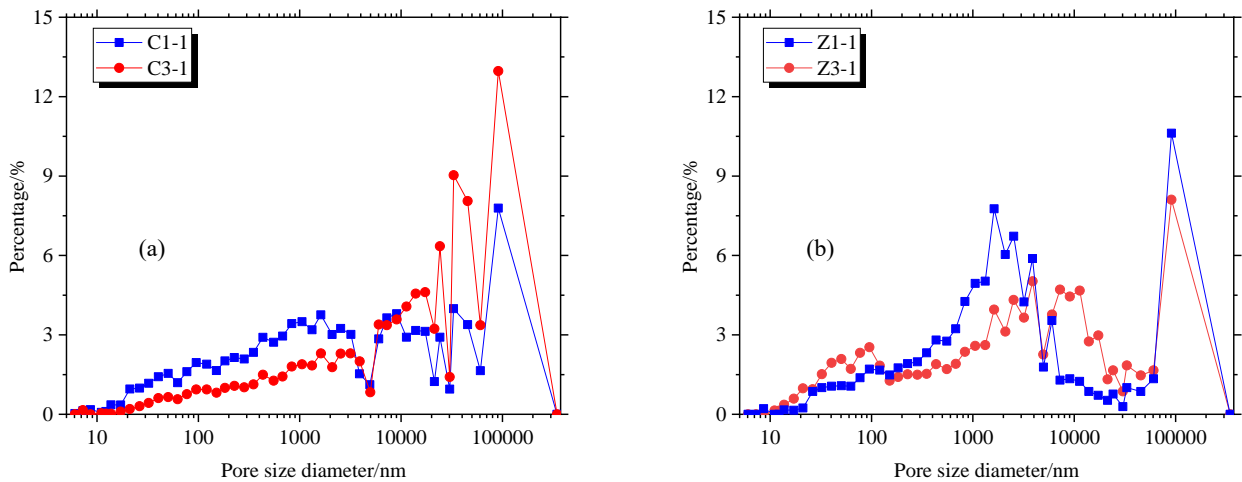 15
12
9
6
3
0
Percentage/%
C1-1
C3-1
(a)
10
100
1000
10000
100000
Pore size diameter/nm
15
12
9
6
3
0
Percentage/%
Z1-1
Z3-1
(b)
10
100
1000
10000
100000
Pore size diameter/nm